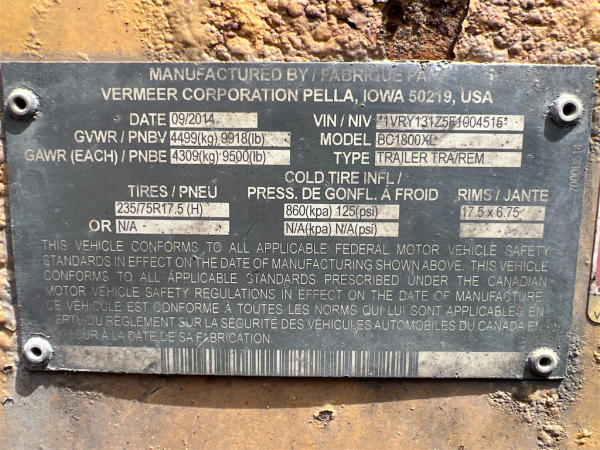 MANUFACTURED BY / FABRIQUE PA
VERMEER CORPORATION PELLA, IOWA 50219, USA
DATE 09/2014 VIN / NIV *1VRY131Z5F1004515*
GVWR / PNBV 4499(kg) 9918(lb) MODEL BC1800XL
GAWR (EACH) / PNBE 4309(kg) 9500(lb) TYPE TRAILER TRA/REM
COLD TIRE INFL /
TIRES / PNEU PRESS. DE GONFL. À FROID RIMS / JANTE
235/75R17.5 (H) 860(kpa) 125(psi) 17.5 x 6.75
OR N/A N/A(kpa) N/A(psi)
THIS VEHICLE CONFORMS TO ALL APPLICABLE FEDERAL MOTOR VEHICLE SAFETY
STANDARDS IN EFFECT ON THE DATE OF MANUFACTURING SHOWN ABOVE. THIS VEHICLE
CONFORMS TO ALL APPLICABLE STANDARDS PRESCRIBED UNDER THE CANADIAN
MOTOR VEHICLE SAFETY REGULATIONS IN EFFECT ON THE DATE OF MANUFACTURE
CE VÉHICULE EST CONFORME À TOUTES LES NORMES QUI LUI SONT APPLICABLES EN
VERTU DU RÈGLEMENT SUR LA SÉCURITÉ DES VÉHICULES AUTOMOBILES DU CANADA EN
UR À LA DATE DE SA FABRICATION